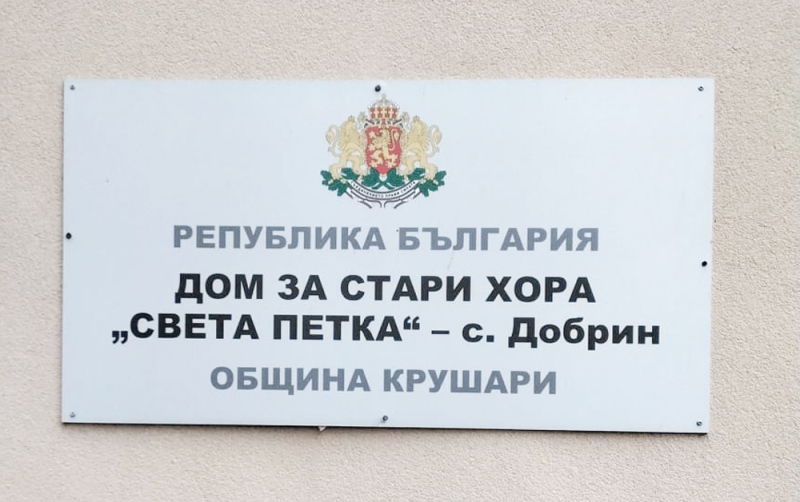 РЕПУБЛИКА БЪЛГАРИЯ
ДОМ ЗА СТАРИ ХОРА
„СВЕТА ПЕТКА“ – с. Добрин
ОБЩИНА КРУШАРИ